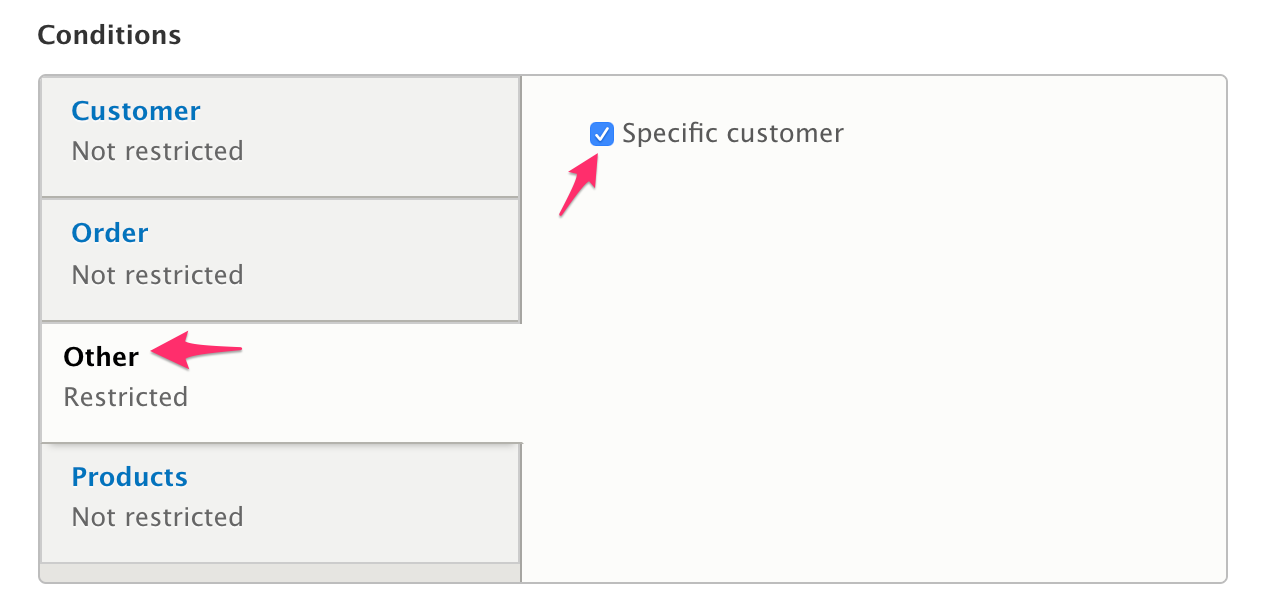 Conditions
Customer
Not restricted
Specific customer
Order
Not restricted
Other
Restricted
Products
Not restricted